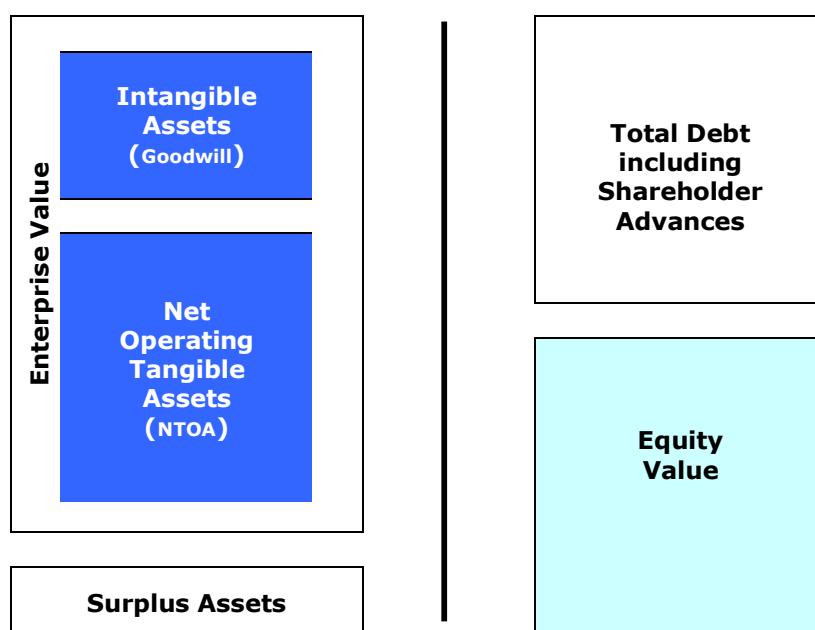 Enterprise Value
Intangible
Assets
(Goodwill)
Net
Operating
Tangible
Assets
(NTOA)
Surplus Assets
Total Debt
including
Shareholder
Advances
Equity
Value